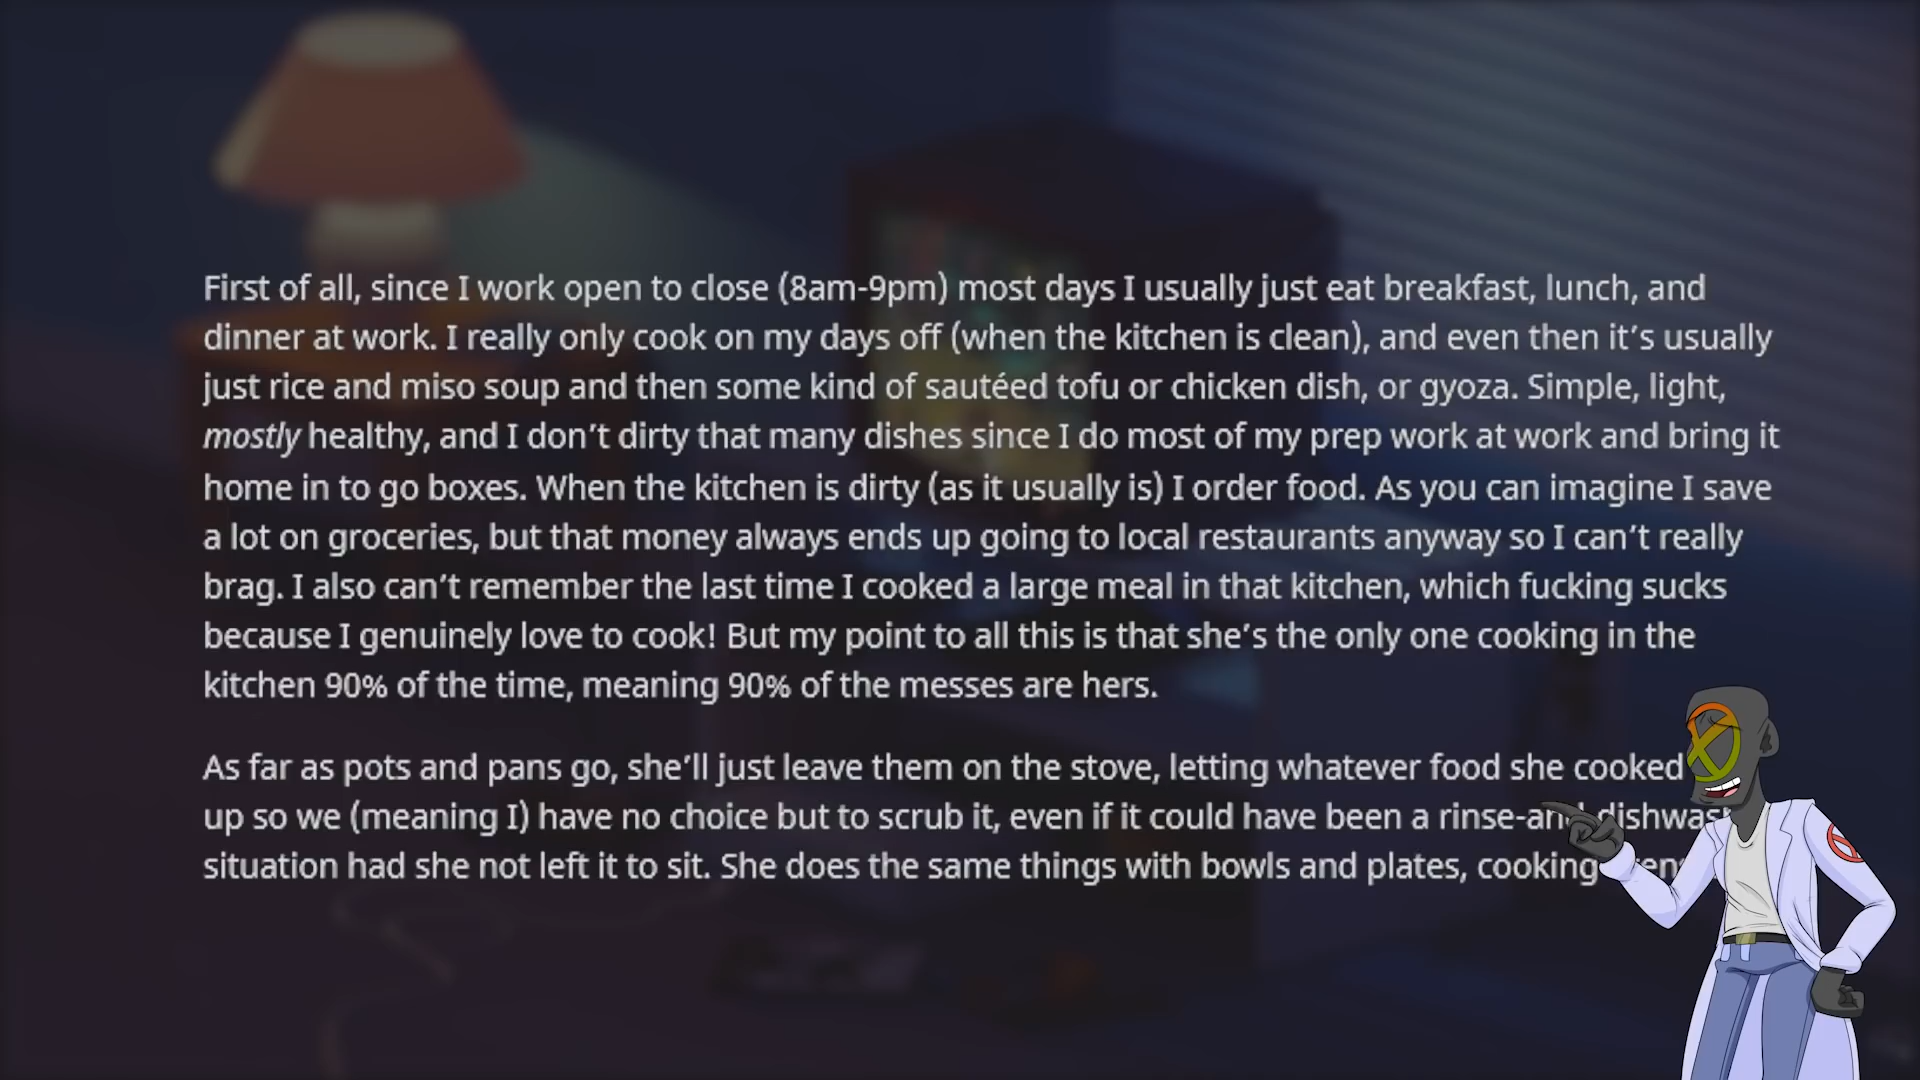 First of all, since I work open to close (8am-9pm) most days I usually just eat breakfast, lunch, and
dinner at work. I really only cook on my days off (when the kitchen is clean), and even then it’s usually
just rice and miso soup and then some kind of sautéed tofu or chicken dish, or gyoza. Simple, light,
mostly healthy, and I don’t dirty that many dishes since I do most of my prep work at work and bring it
home in to go boxes. When the kitchen is dirty (as it usually is) I order food. As you can imagine I save
a lot on groceries, but that money always ends up going to local restaurants anyway so I can’t really
brag. I also can’t remember the last time I cooked a large meal in that kitchen, which fucking sucks
because I genuinely love to cook! But my point to all this is that she’s the only one cooking in the
kitchen 90% of the time, meaning 90% of the messes are hers.
As far as pots and pans go, she’ll just leave them on the stove, letting whatever food she cooked
up so we (meaning I) have no choice but to scrub it, even if it could have been a
situation had she not left it to sit. She does the same things with bowls and plates, cooking